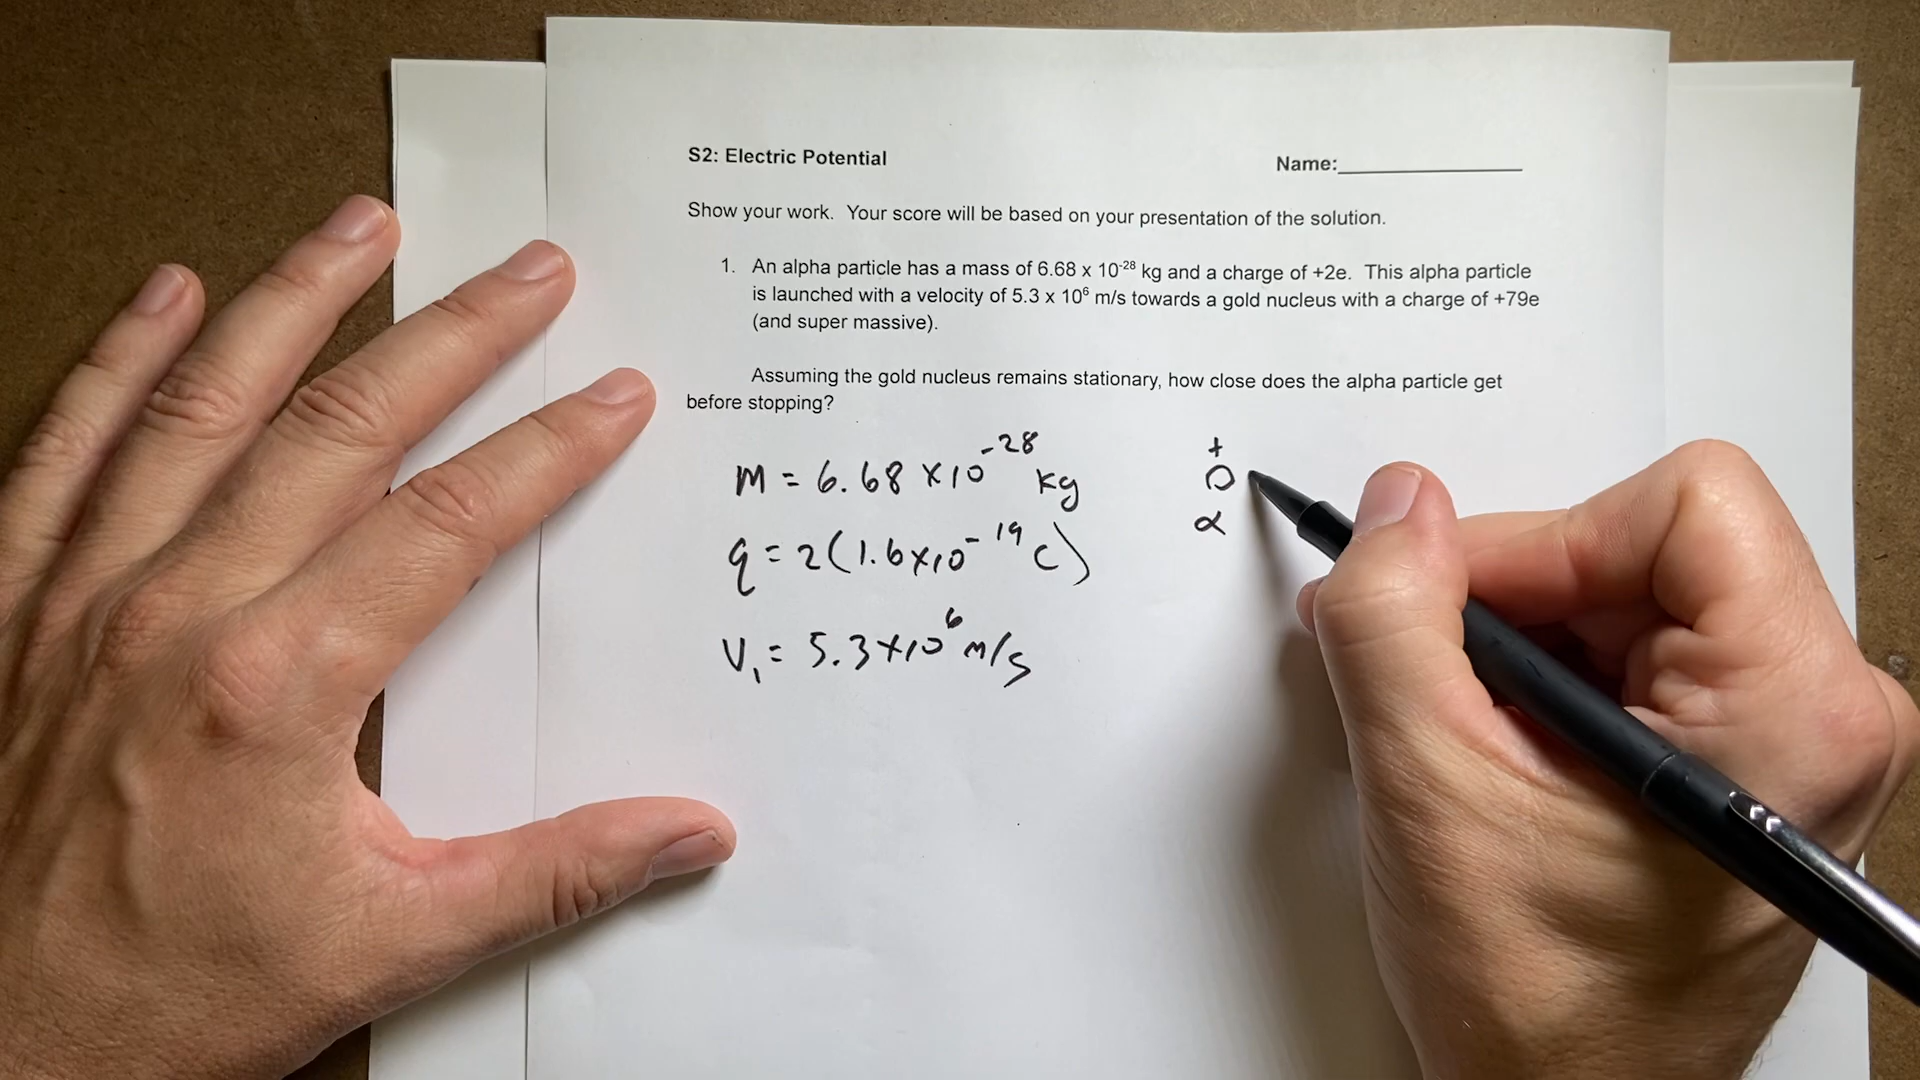 S2: Electric Potential
Name:
Show your work. Your score will be based on your presentation of the solution.
1. An alpha particle has a mass of 6.68 x 10⁻²⁸ kg and a charge of +2e. This alpha particle
is launched with a velocity of 5.3 x 10⁶ m/s towards a gold nucleus with a charge of +79e
(and super massive).
Assuming the gold nucleus remains stationary, how close does the alpha particle get
before stopping?
m = 6.68 x10⁻²⁸ kg
q = 2(1.6x10⁻¹⁹ C)
V₁ = 5.3x10⁶ m/s
+
α